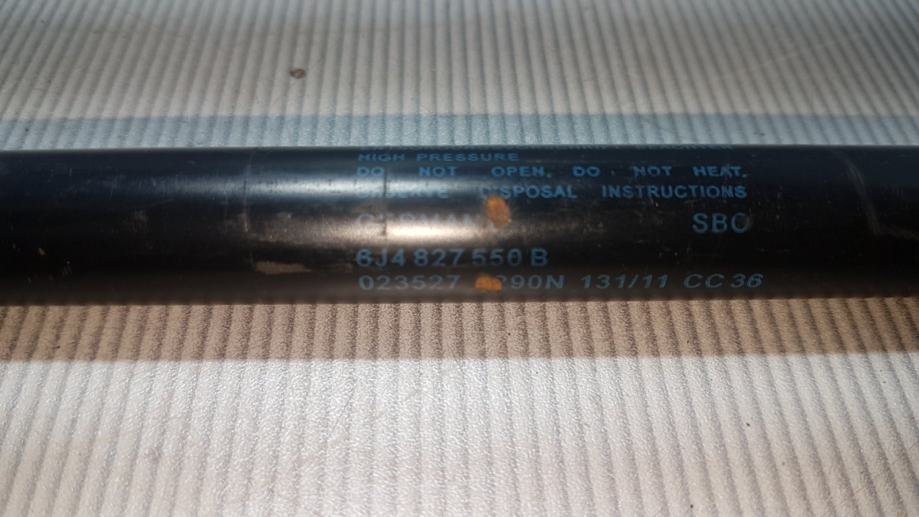 HIGH PRESSURE
DO NOT OPEN. DO NOT HEAT.
DISPOSAL INSTRUCTIONS
SBC
6J4 827 550 B
023527 131/11 CC 36